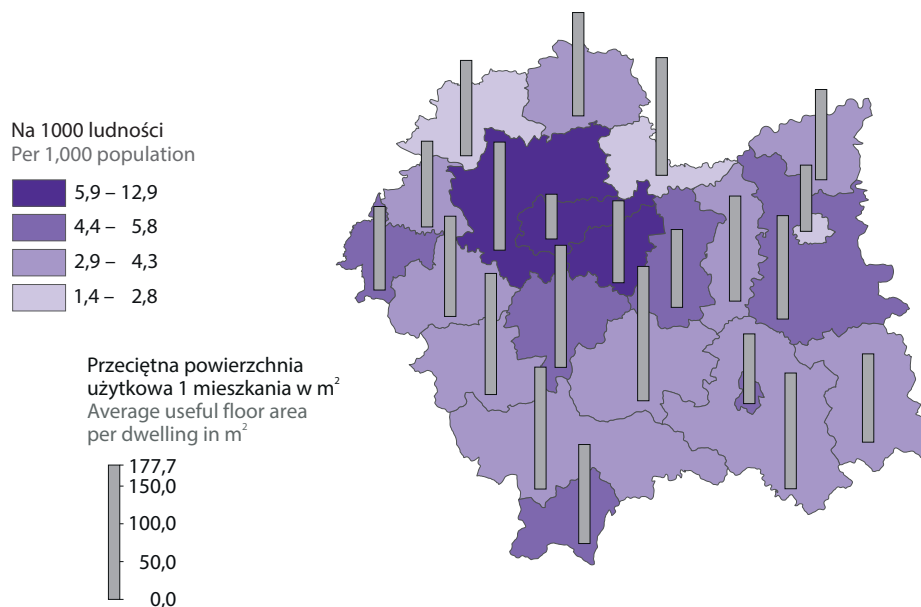 Na 1000 ludności
Per 1,000 population
5,9 – 12,9
4,4 – 5,8
2,9 – 4,3
1,4 – 2,8
Przeciętna powierzchnia
użytkowa 1 mieszkania w m²
Average useful floor area
per dwelling in m²
177,7
150,0
100,0
50,0
0,0